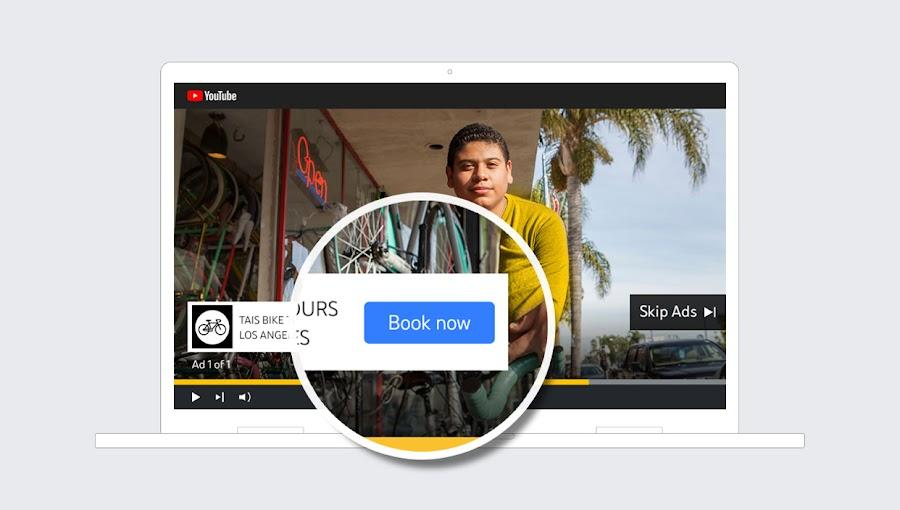 YouTube
Open
Skip Ads
TAIS BIKE
LOS ANGE
OURS
ES
Book now
Ad 1 of 1